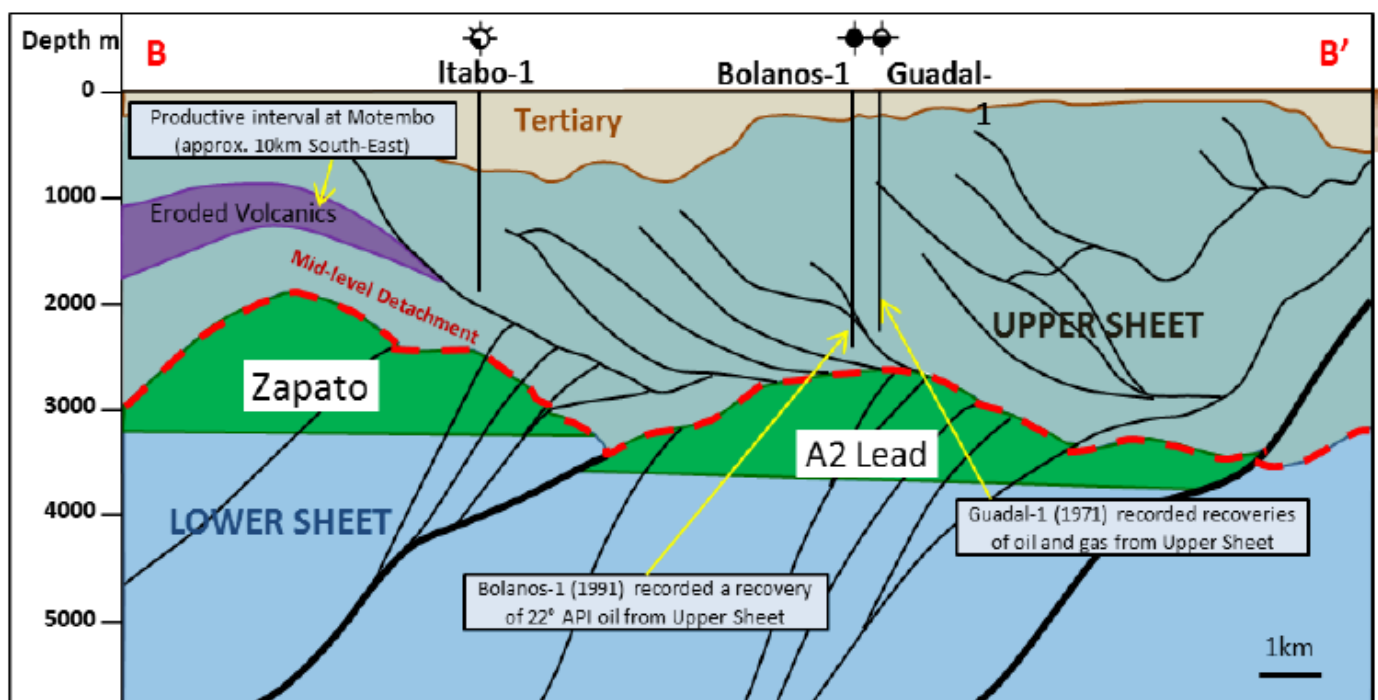 Depth m
B
B’
Itabo-1
Bolanos-1
Guadal-
1
0
Productive interval at Motembo
(approx. 10km South-East)
Tertiary
1000
Eroded Volcanics
Mid-level Detachment
2000
UPPER SHEET
Zapato
3000
A2 Lead
4000
LOWER SHEET
Guadal-1 (1971) recorded recoveries
of oil and gas from Upper Sheet
Bolanos-1 (1991) recorded a recovery
of 22° API oil from Upper Sheet
5000
1km